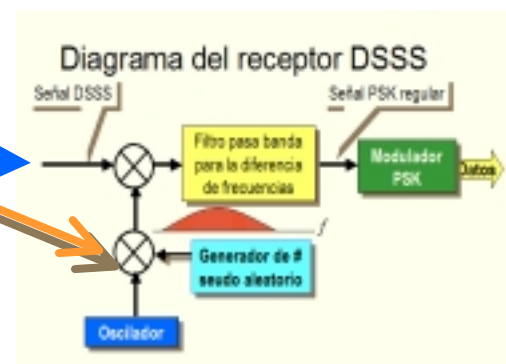 Diagrama del receptor DSSS
Señal DSSS
Señal PSK regular
Filtro pasa banda
para la diferencia
de frecuencias
Modulador
PSK
Datos
f
Generador de #
seudo aleatorio
Oscilador